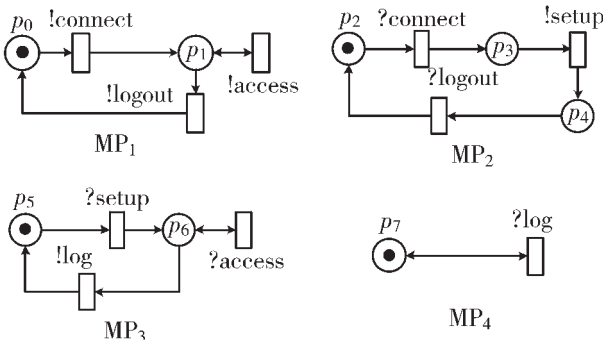 p0 !connect p1 !logout !access
MP1
p2 ?connect p3 !setup ?logout p4
MP2
p5 ?setup p6 !log ?access
MP3
p7 ?log
MP4